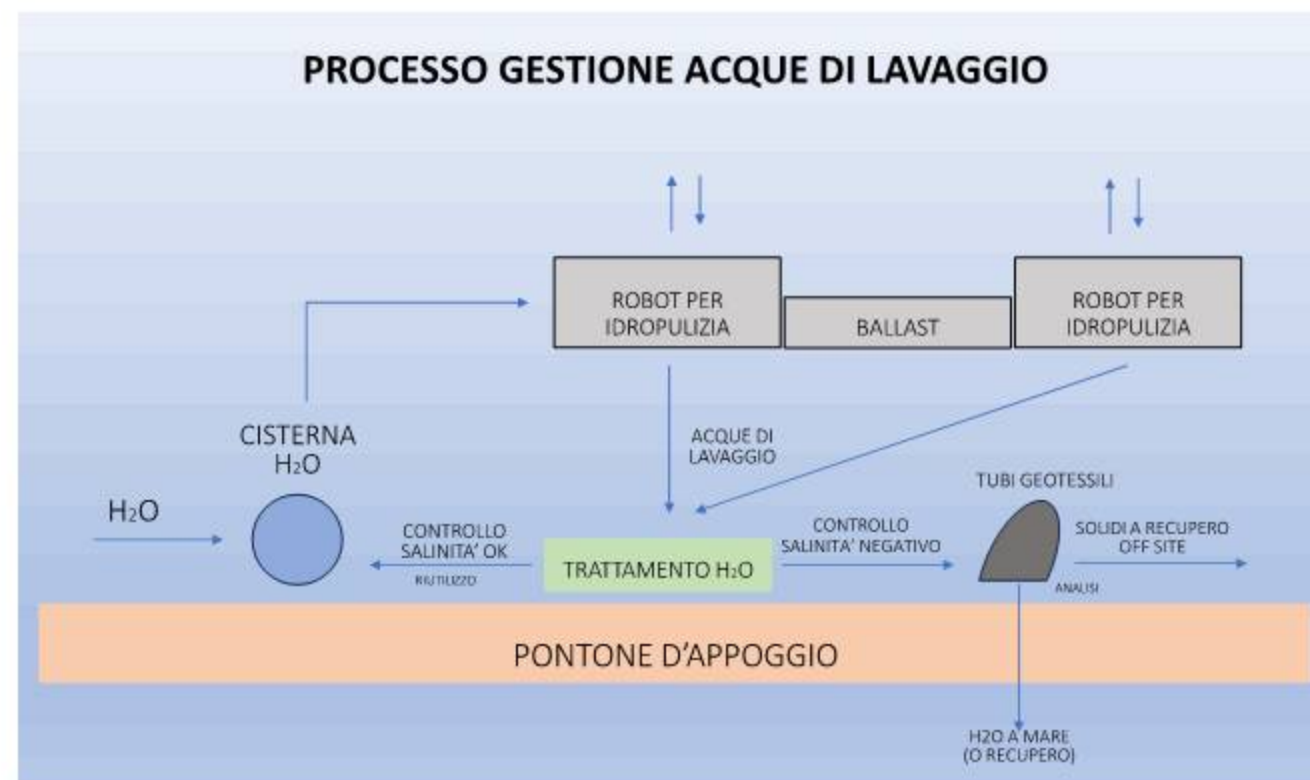 PROCESSO GESTIONE ACQUE DI LAVAGGIO
ROBOT PER
IDROPULIZIA
BALLAST
ROBOT PER
IDROPULIZIA
CISTERNA
H₂O
ACQUE DI
LAVAGGIO
TUBI GEOTESSILI
H₂O
CONTROLLO
SALINITA' OK
RIUTILIZZO
TRATTAMENTO H₂O
CONTROLLO
SALINITA' NEGATIVO
SOLIDI A RECUPERO
OFF SITE
ANALISI
PONTONE D'APPOGGIO
H2O A MARE
(O RECUPERO)